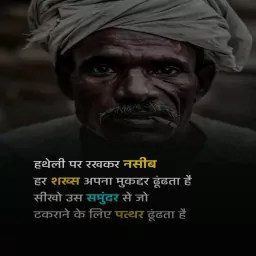 हथेली पर रखकर नसीब
हर शख्स अपना मुकद्दर ढूंढता है
सीखो उस समुंदर से जो
टकराने के लिए पत्थर ढूंढता है